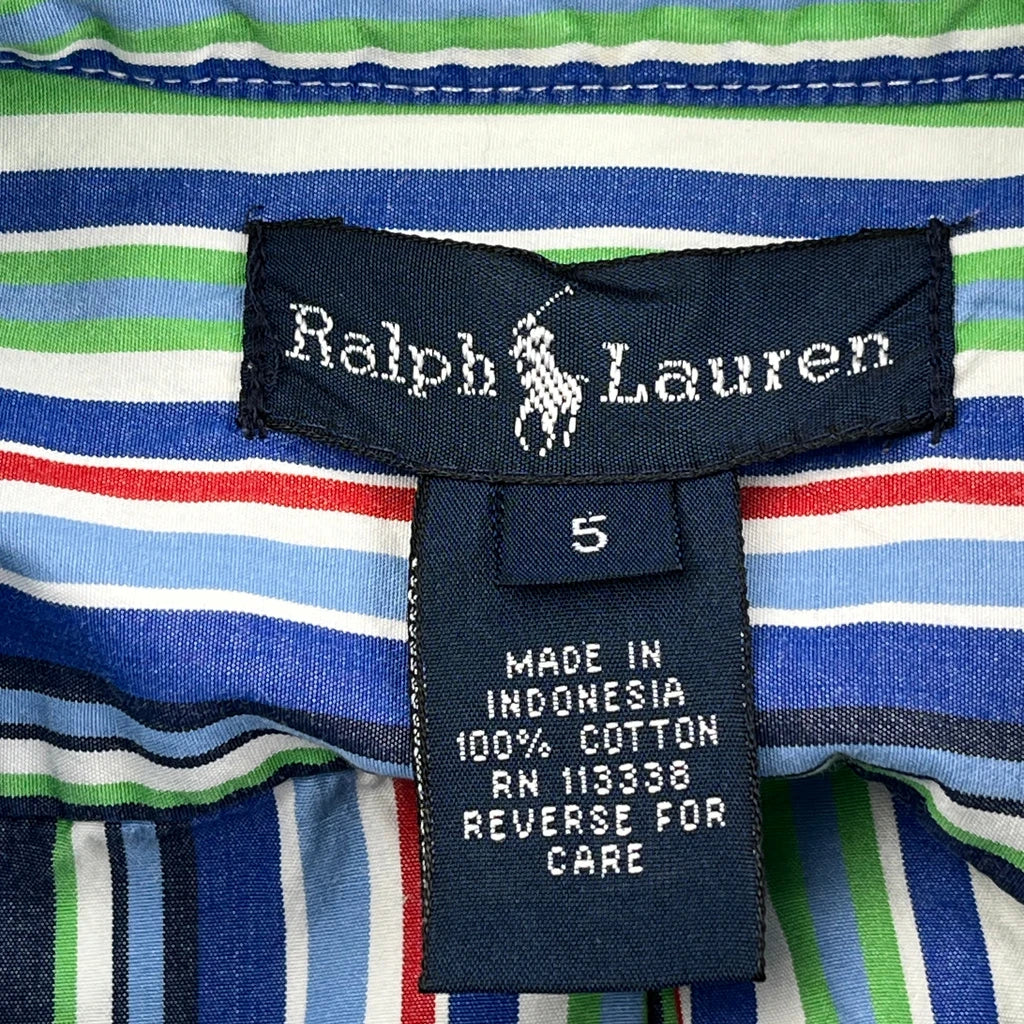 Ralph Lauren
5
MADE IN
INDONESIA
100% COTTON
RN 113338
REVERSE FOR
CARE